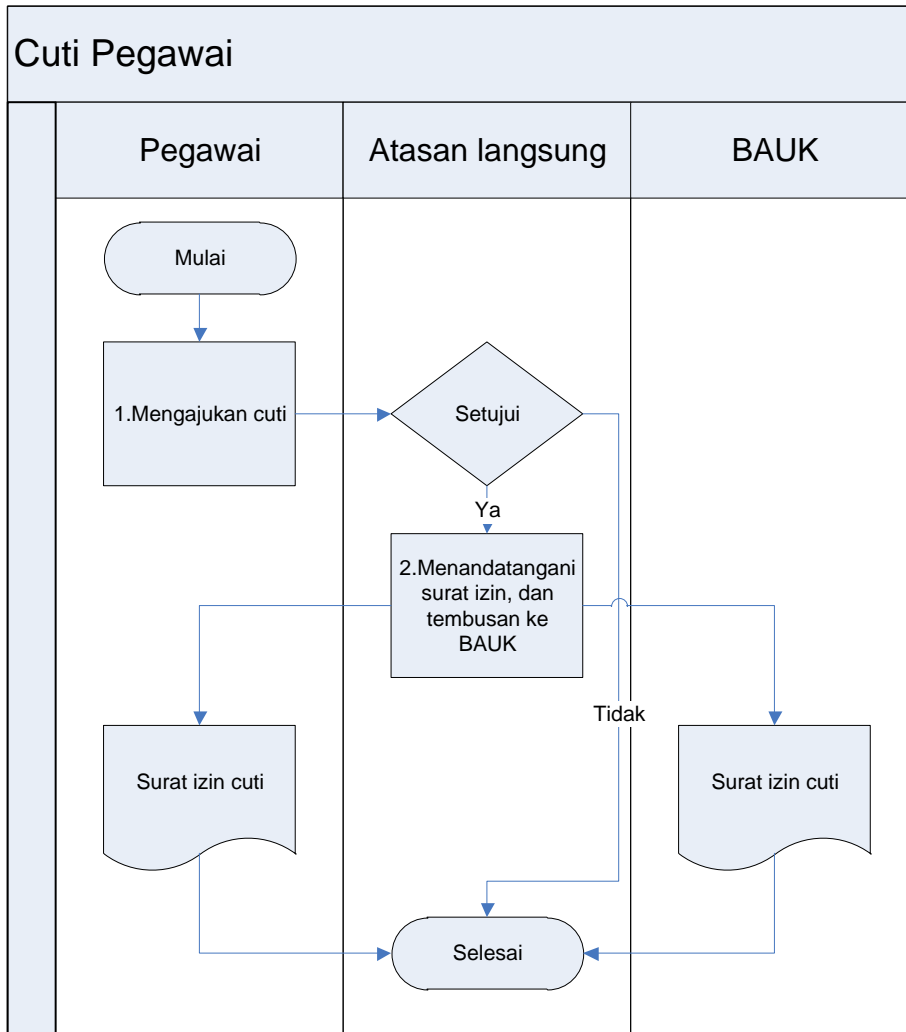 Cuti Pegawai
Pegawai
Atasan langsung
BAUK
Mulai
1.Mengajukan cuti
Setujui
Ya
2.Menandatangani
surat izin, dan
tembusan ke
BAUK
Tidak
Surat izin cuti
Surat izin cuti
Selesai